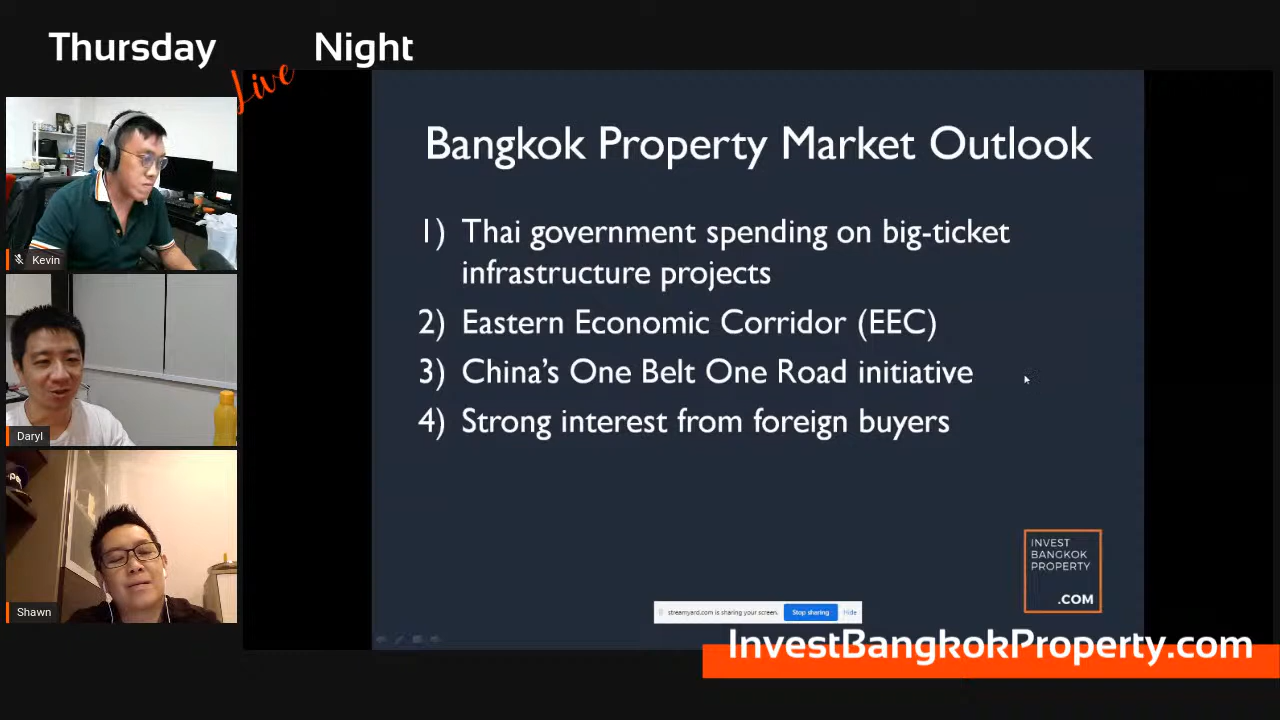 Thursday Live Night
Kevin
Daryl
Shawn
Bangkok Property Market Outlook
1) Thai government spending on big-ticket
infrastructure projects
2) Eastern Economic Corridor (EEC)
3) China's One Belt One Road initiative
4) Strong interest from foreign buyers
INVEST
BANGKOK
PROPERTY
.COM
streamyard.com is sharing your screen. Stop sharing Hide
InvestBangkokProperty.com